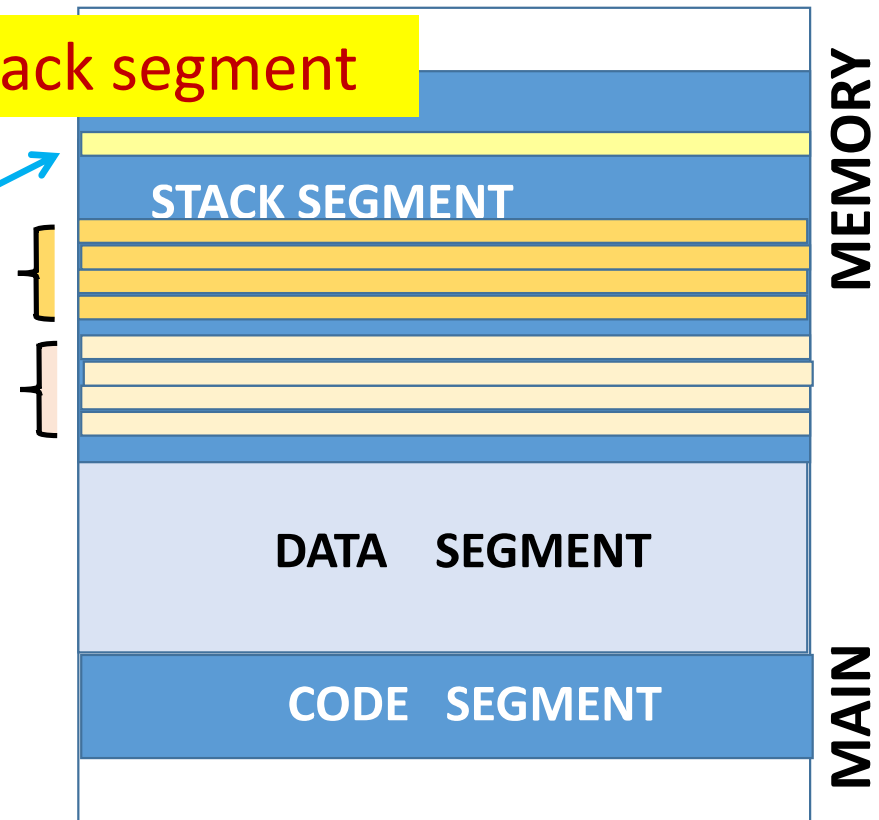 ack segment
STACK SEGMENT
DATA SEGMENT
CODE SEGMENT
MAIN MEMORY